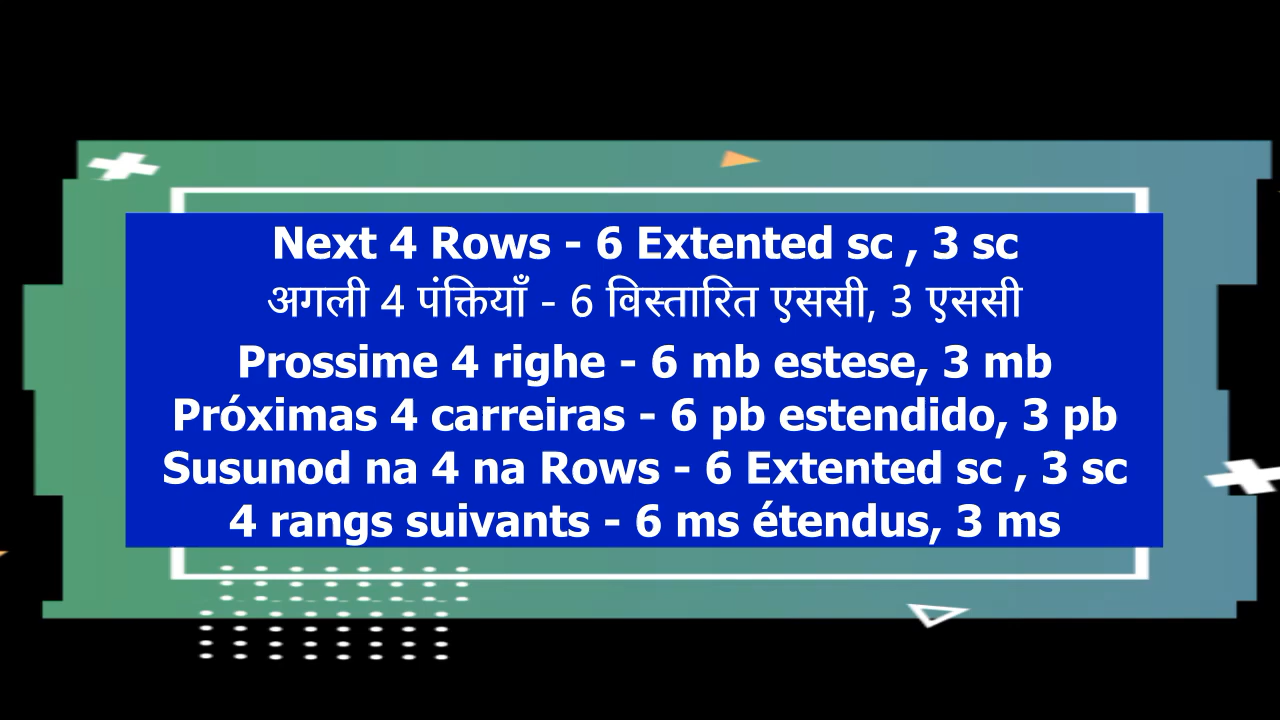 Next 4 Rows - 6 Extented sc , 3 sc
अगली 4 पंक्तियाँ - 6 विस्तारित एससी, 3 एससी
Prossime 4 righe - 6 mb estese, 3 mb
Próximas 4 carreiras - 6 pb estendido, 3 pb
Susunod na 4 na Rows - 6 Extented sc , 3 sc
4 rangs suivants - 6 ms étendus, 3 ms